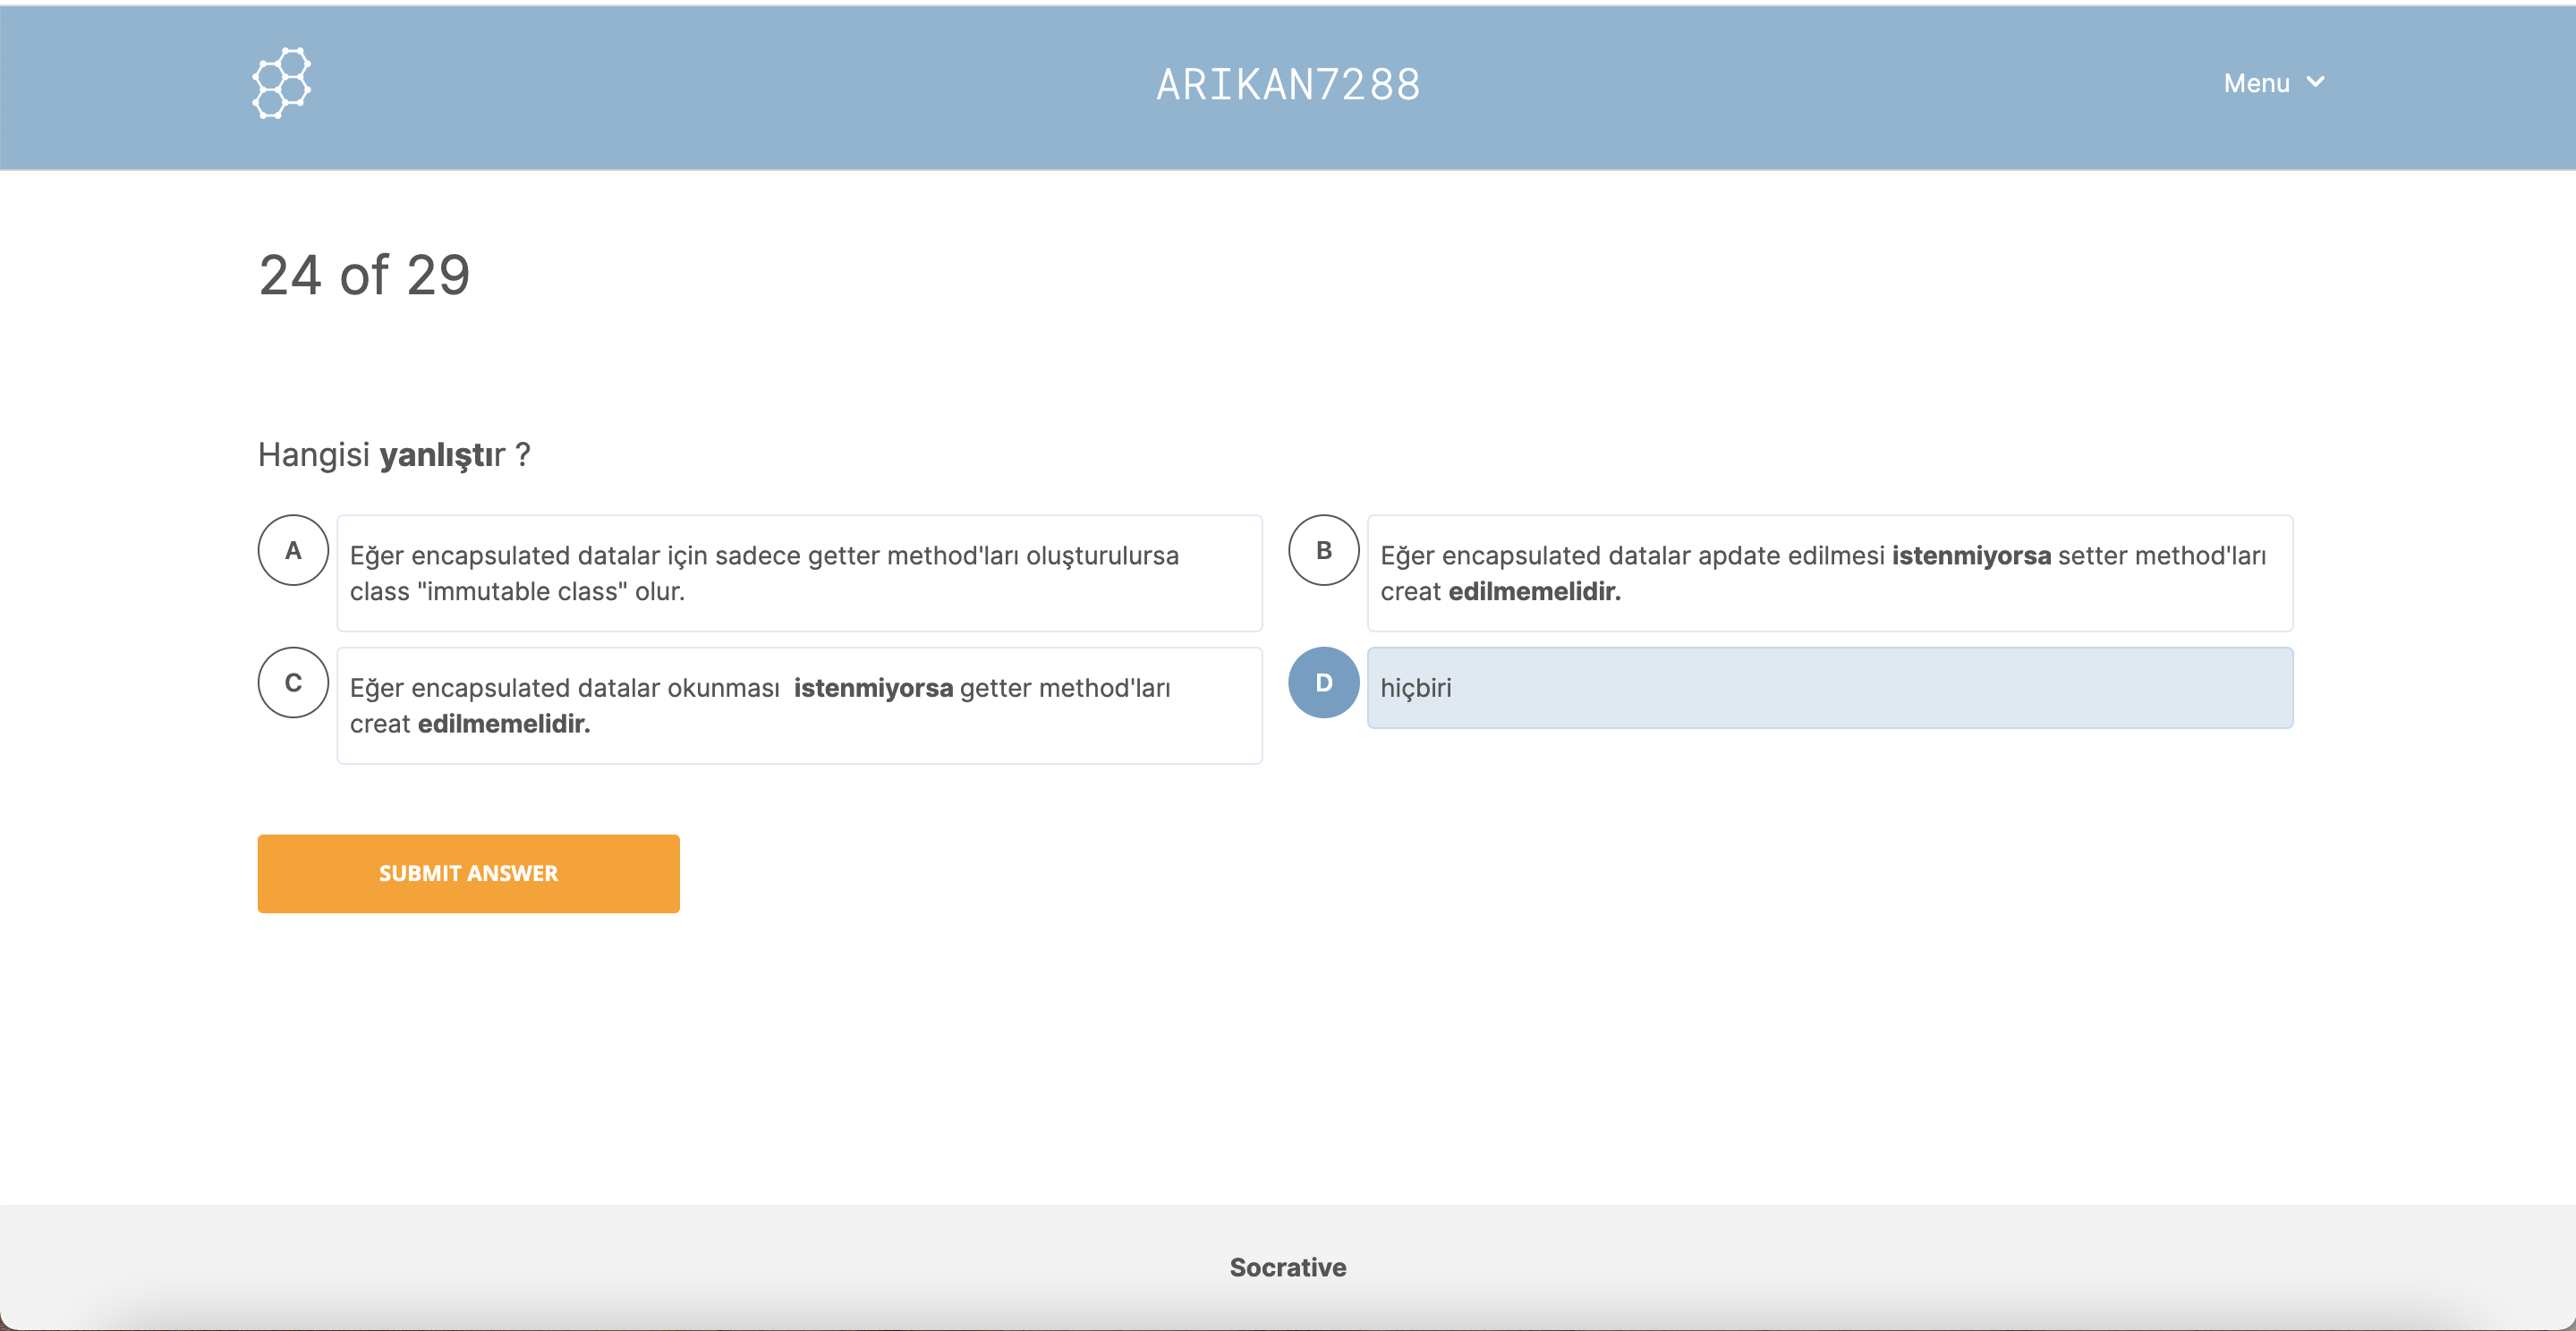 ARIKAN7288
Menu
24 of 29
Hangisi yanlıştır ?
A
Eğer encapsulated datalar için sadece getter method'ları oluşturulursa
class "immutable class" olur.
B
Eğer encapsulated datalar apdate edilmesi istenmiyorsa setter method'ları
creat edilmemelidir.
C
Eğer encapsulated datalar okunması  istenmiyorsa getter method'ları
creat edilmemelidir.
D
hiçbiri
SUBMIT ANSWER
Socrative